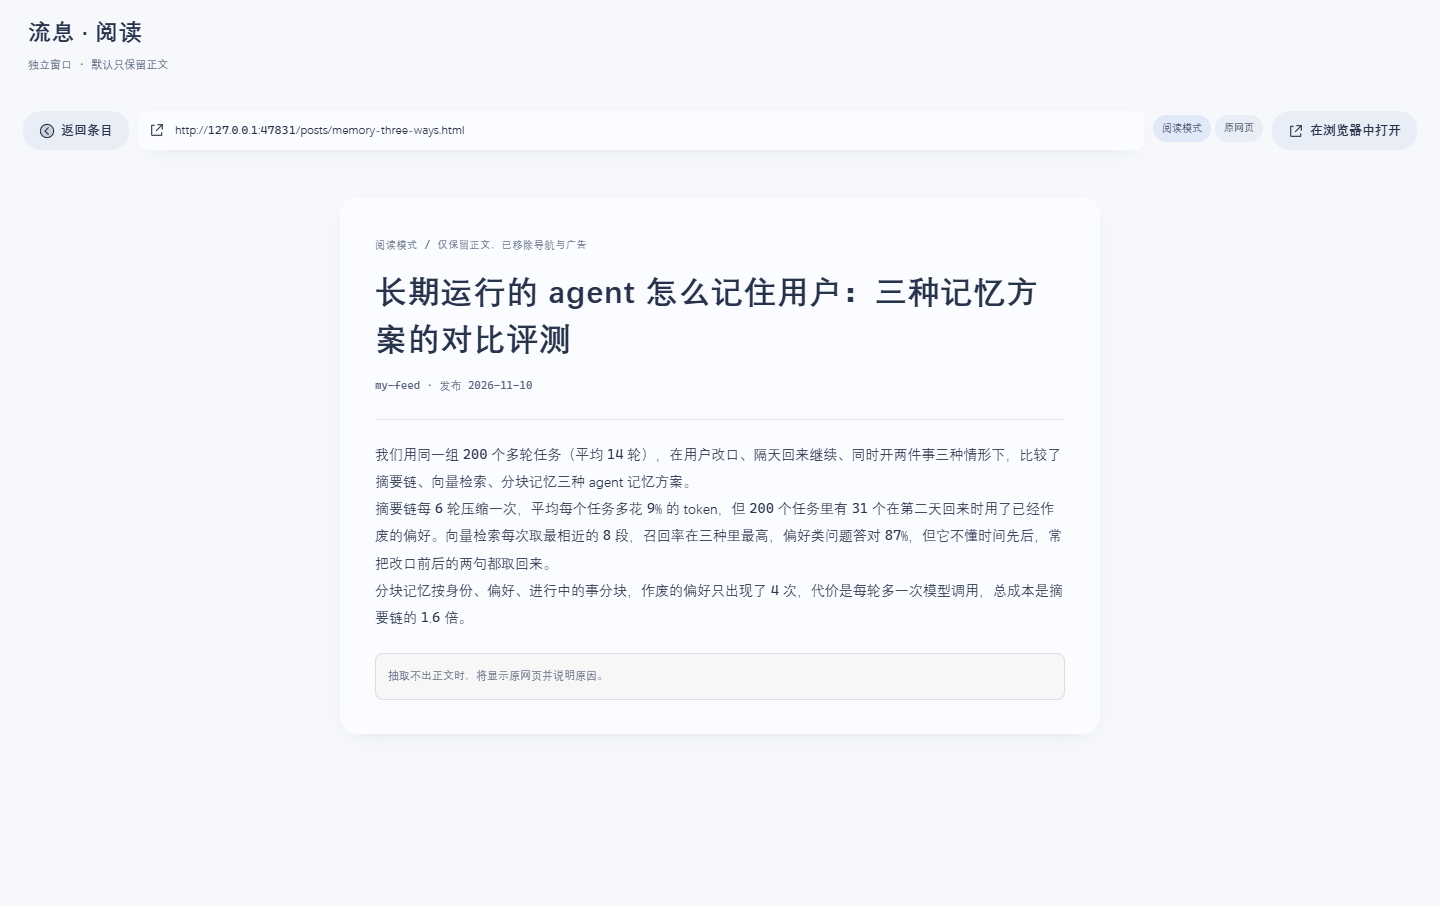 流息 · 阅读
独立窗口 · 默认只保留正文
返回条目
http://127.0.0.1:47831/posts/memory-three-ways.html
阅读模式
原网页
在浏览器中打开
阅读模式 / 仅保留正文，已移除导航与广告
长期运行的 agent 怎么记住用户：三种记忆方
案的对比评测
my-feed · 发布 2026-11-10
我们用同一组 200 个多轮任务（平均 14 轮），在用户改口、隔天回来继续、同时开两件事三种情形下，比较了
摘要链、向量检索、分块记忆三种 agent 记忆方案。
摘要链每 6 轮压缩一次，平均每个任务多花 9% 的 token，但 200 个任务里有 31 个在第二天回来时用了已经作
废的偏好。向量检索每次取最相近的 8 段，召回率在三种里最高，偏好类问题答对 87%，但它不懂时间先后，常
把改口前后的两句都取回来。
分块记忆按身份、偏好、进行中的事分块，作废的偏好只出现了 4 次，代价是每轮多一次模型调用，总成本是摘
要链的 1.6 倍。
抽取不出正文时，将显示原网页并说明原因。